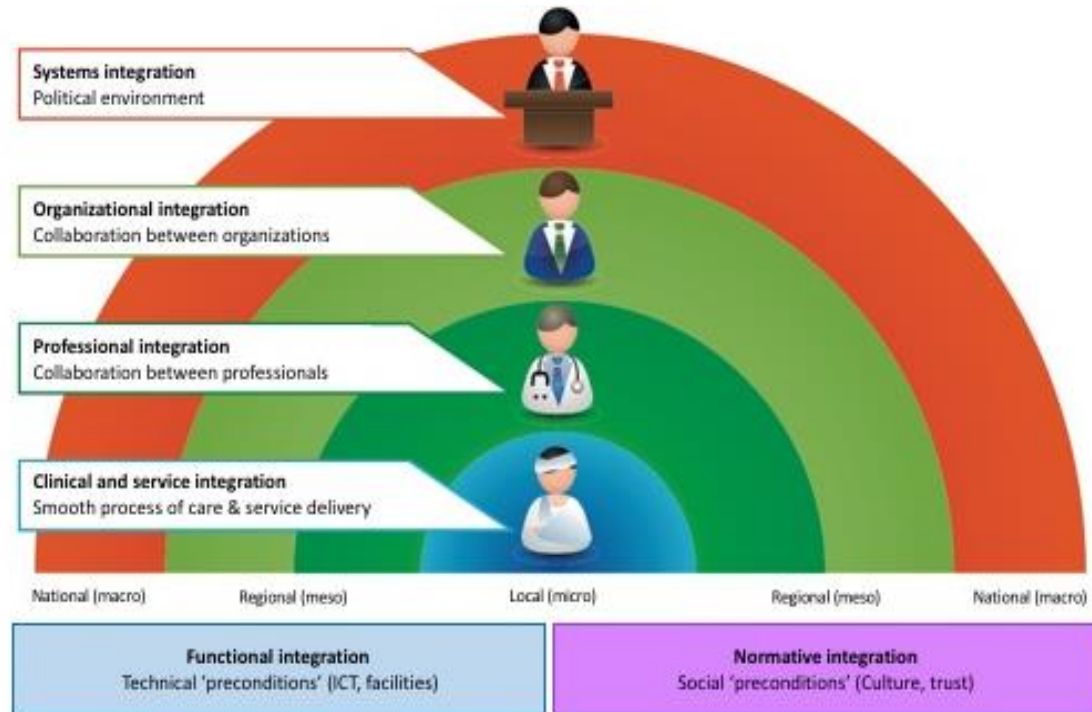 Systems integration
Political environment
Organizational integration
Collaboration between organizations
Professional integration
Collaboration between professionals
Clinical and service integration
Smooth process of care & service delivery
National (macro) Regional (meso) Local (micro) Regional (meso) National (macro)
Functional integration
Technical ‘preconditions’ (ICT, facilities)
Normative integration
Social ‘preconditions’ (Culture, trust)